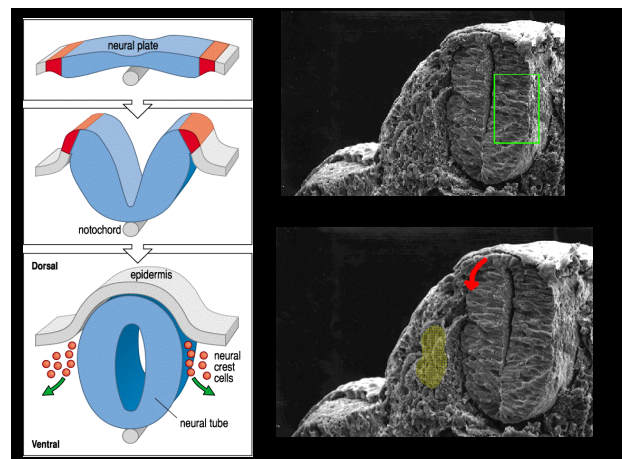 neural plate
notochord
Dorsal
epidermis
neural
crest
cells
neural tube
Ventral